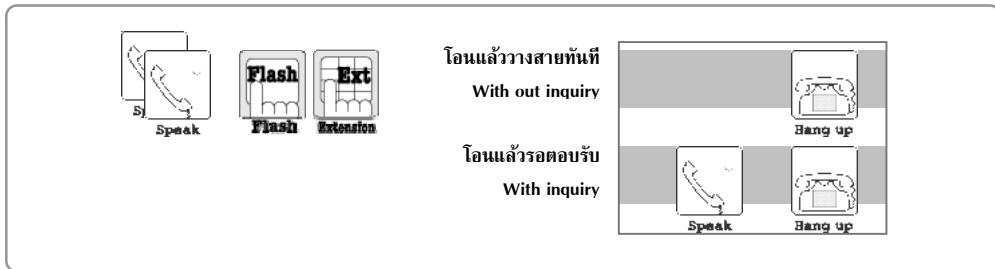 Flash
Ext
Sp
Speak
Flash
Extension
โอนแล้ววางสายทันที
With out inquiry
Hang up
โอนแล้วรอตอบรับ
With inquiry
Speak
Hang up